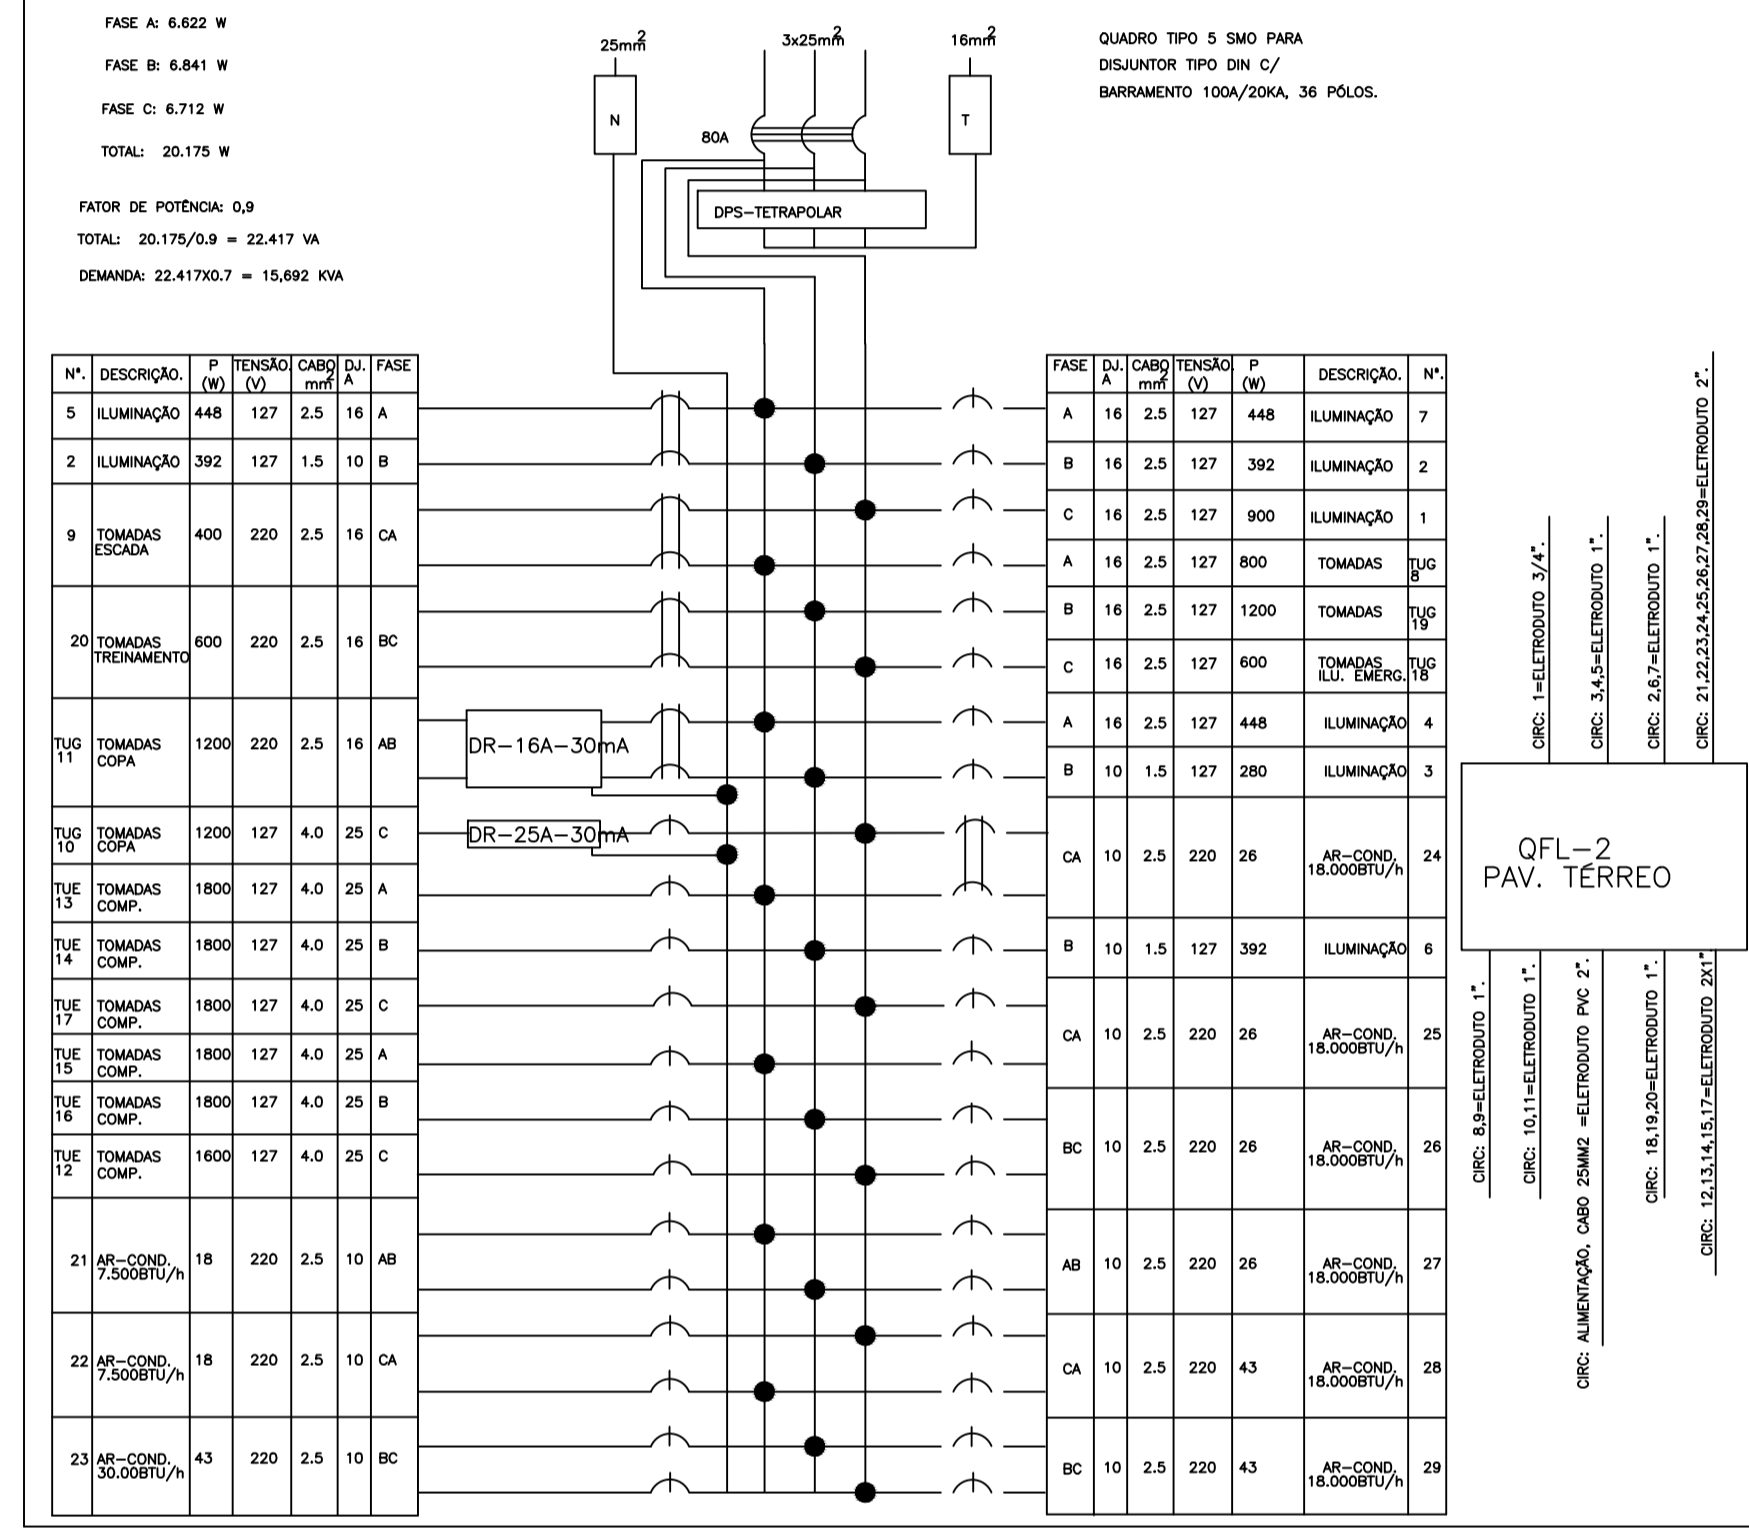 FASE A: 6.622 W
FASE B: 6.841 W
FASE C: 6.712 W
TOTAL: 20.175 W
FATOR DE POTÊNCIA: 0,9
TOTAL: 20.175/0.9 = 22.417 VA
DEMANDA: 22.417X0.7 = 15,692 KVA
25mm2
3x25mm2
16mm2
N
80A
T
DPS-TETRAPOLAR
QUADRO TIPO 5 SMO PARA
DISJUNTOR TIPO DIN C/
BARRAMENTO 100A/20KA, 36 PÓLOS.
Nº. DESCRIÇÃO. P (W) TENSÃO. (V) CABO mm2 DJ. A FASE
5 ILUMINAÇÃO 448 127 2.5 16 A
2 ILUMINAÇÃO 392 127 1.5 10 B
9 TOMADAS ESCADA 400 220 2.5 16 CA
20 TOMADAS TREINAMENTO 600 220 2.5 16 BC
TUG 11 TOMADAS COPA 1200 220 2.5 16 AB
TUG 10 TOMADAS COPA 1200 127 4.0 25 C
TUE 13 TOMADAS COMP. 1800 127 4.0 25 A
TUE 14 TOMADAS COMP. 1800 127 4.0 25 B
TUE 17 TOMADAS COMP. 1800 127 4.0 25 C
TUE 15 TOMADAS COMP. 1800 127 4.0 25 A
TUE 16 TOMADAS COMP. 1800 127 4.0 25 B
TUE 12 TOMADAS COMP. 1600 127 4.0 25 C
21 AR-COND. 7.500BTU/h 18 220 2.5 10 AB
22 AR-COND. 7.500BTU/h 18 220 2.5 10 CA
23 AR-COND. 30.00BTU/h 43 220 2.5 10 BC
DR-16A-30mA
DR-25A-30mA
FASE DJ. A CABO mm2 TENSÃO. (V) P (W) DESCRIÇÃO. Nº.
A 16 2.5 127 448 ILUMINAÇÃO 7
B 16 2.5 127 392 ILUMINAÇÃO 2
C 16 2.5 127 900 ILUMINAÇÃO 1
A 16 2.5 127 800 TOMADAS TUG 8
B 16 2.5 127 1200 TOMADAS TUG 19
C 16 2.5 127 600 TOMADAS ILU. EMERG. TUG 18
A 16 2.5 127 448 ILUMINAÇÃO 4
B 10 1.5 127 280 ILUMINAÇÃO 3
CA 10 2.5 220 26 AR-COND. 18.000BTU/h 24
B 10 1.5 127 392 ILUMINAÇÃO 6
CA 10 2.5 220 26 AR-COND. 18.000BTU/h 25
BC 10 2.5 220 26 AR-COND. 18.000BTU/h 26
AB 10 2.5 220 26 AR-COND. 18.000BTU/h 27
CA 10 2.5 220 43 AR-COND. 18.000BTU/h 28
BC 10 2.5 220 43 AR-COND. 18.000BTU/h 29
CIRC: 1=ELETRODUTO 3/4".
CIRC: 3,4,5=ELETRODUTO 1".
CIRC: 2,6,7=ELETRODUTO 1".
CIRC: 21,22,23,24,25,26,27,28,29=ELETRODUTO 2".
QFL-2
PAV. TÉRREO
CIRC: 8,9=ELETRODUTO 1".
CIRC: 10,11=ELETRODUTO 1".
CIRC: ALIMENTAÇÃO, CABO 25MM2 =ELETRODUTO PVC 2".
CIRC: 18,19,20=ELETRODUTO 1".
CIRC: 12,13,14,15,17=ELETRODUTO 2X1"